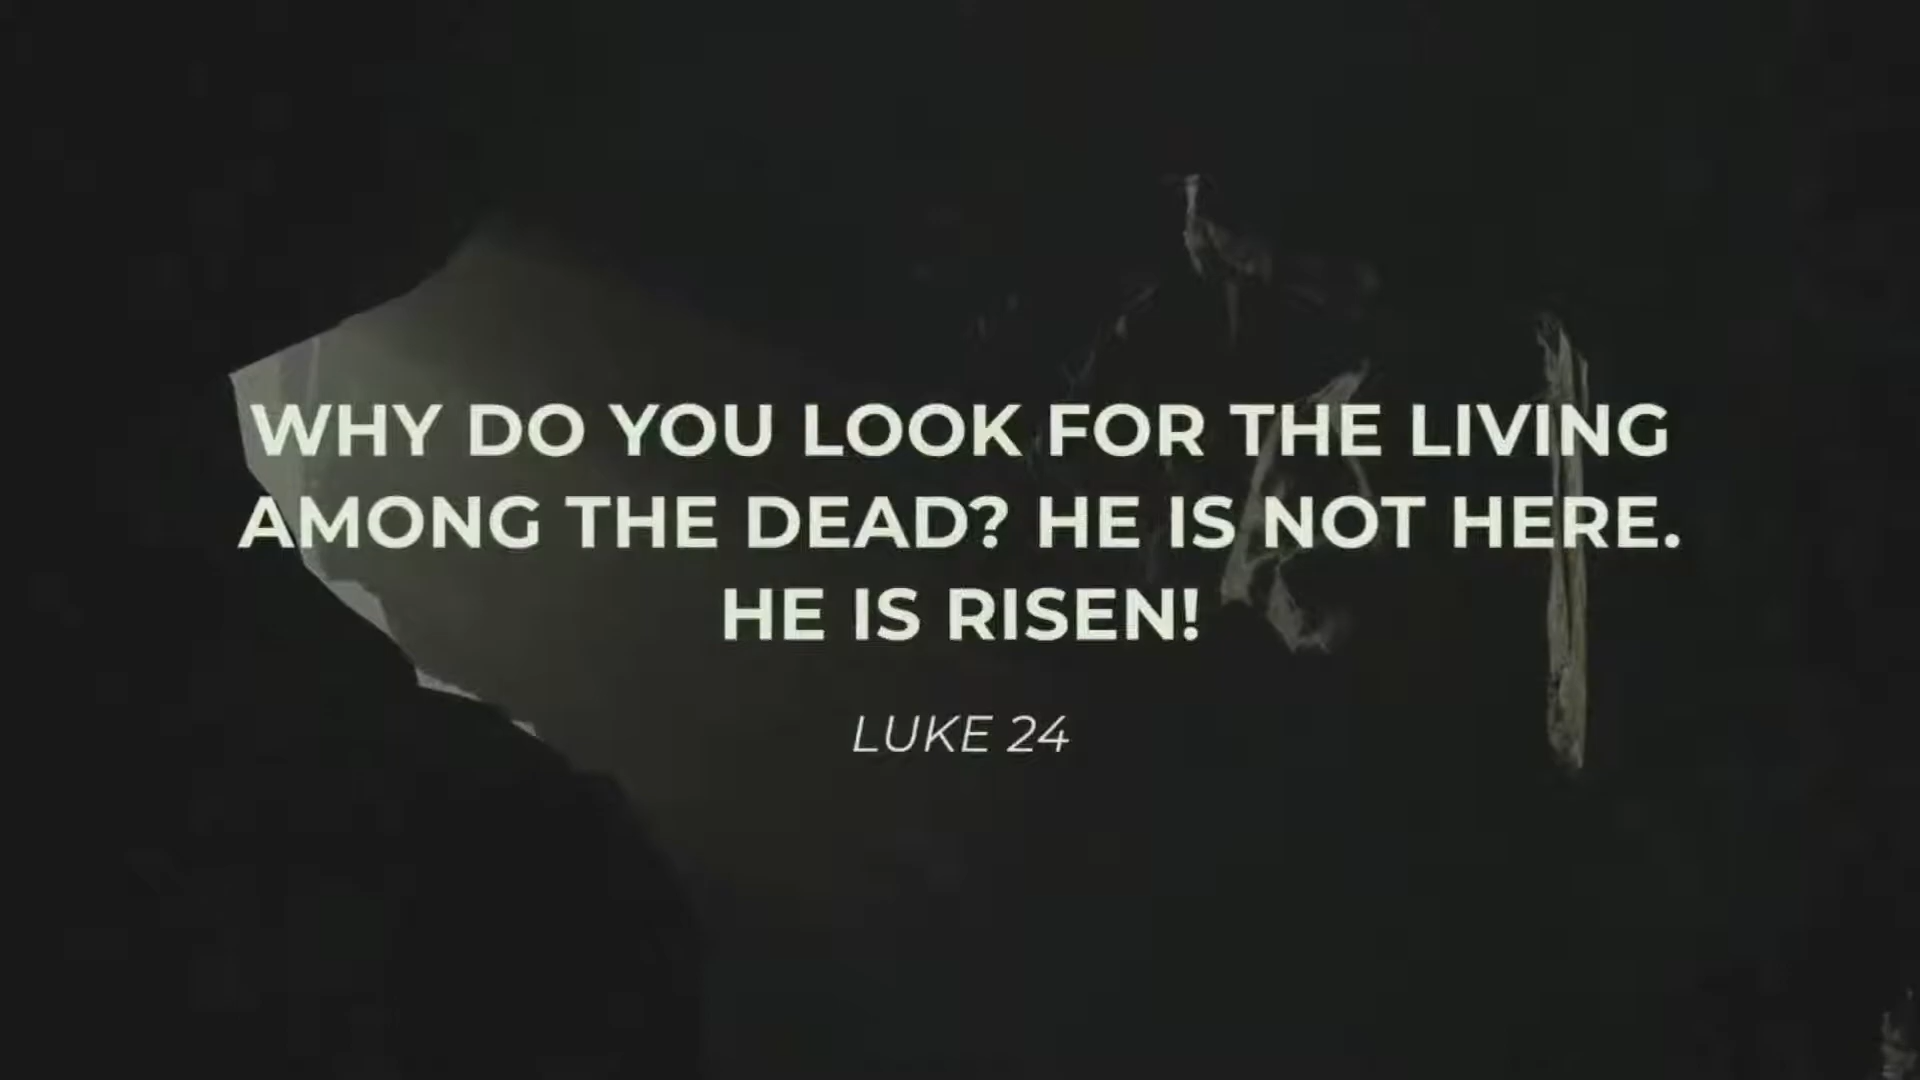 WHY DO YOU LOOK FOR THE LIVING
AMONG THE DEAD? HE IS NOT HERE.
HE IS RISEN!
LUKE 24